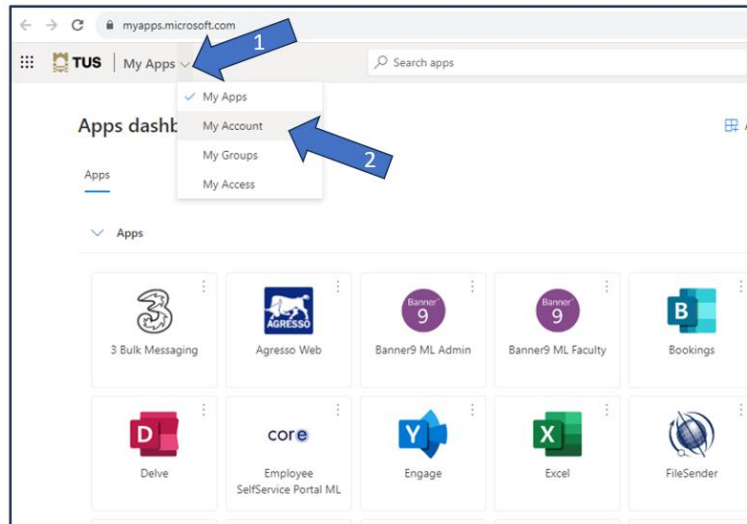 myapps.microsoft.com
1
TUS My Apps
Search apps
My Apps
Apps dashb
My Account
2
My Groups
Apps
My Access
Apps
3
AGRESSO
Banner
9
Banner
9
B
3 Bulk Messaging
Agresso Web
Banner9 ML Admin
Banner9 ML Faculty
Bookings
D
core
Y
X
Delve
Employee
SelfService Portal ML
Engage
Excel
FileSender